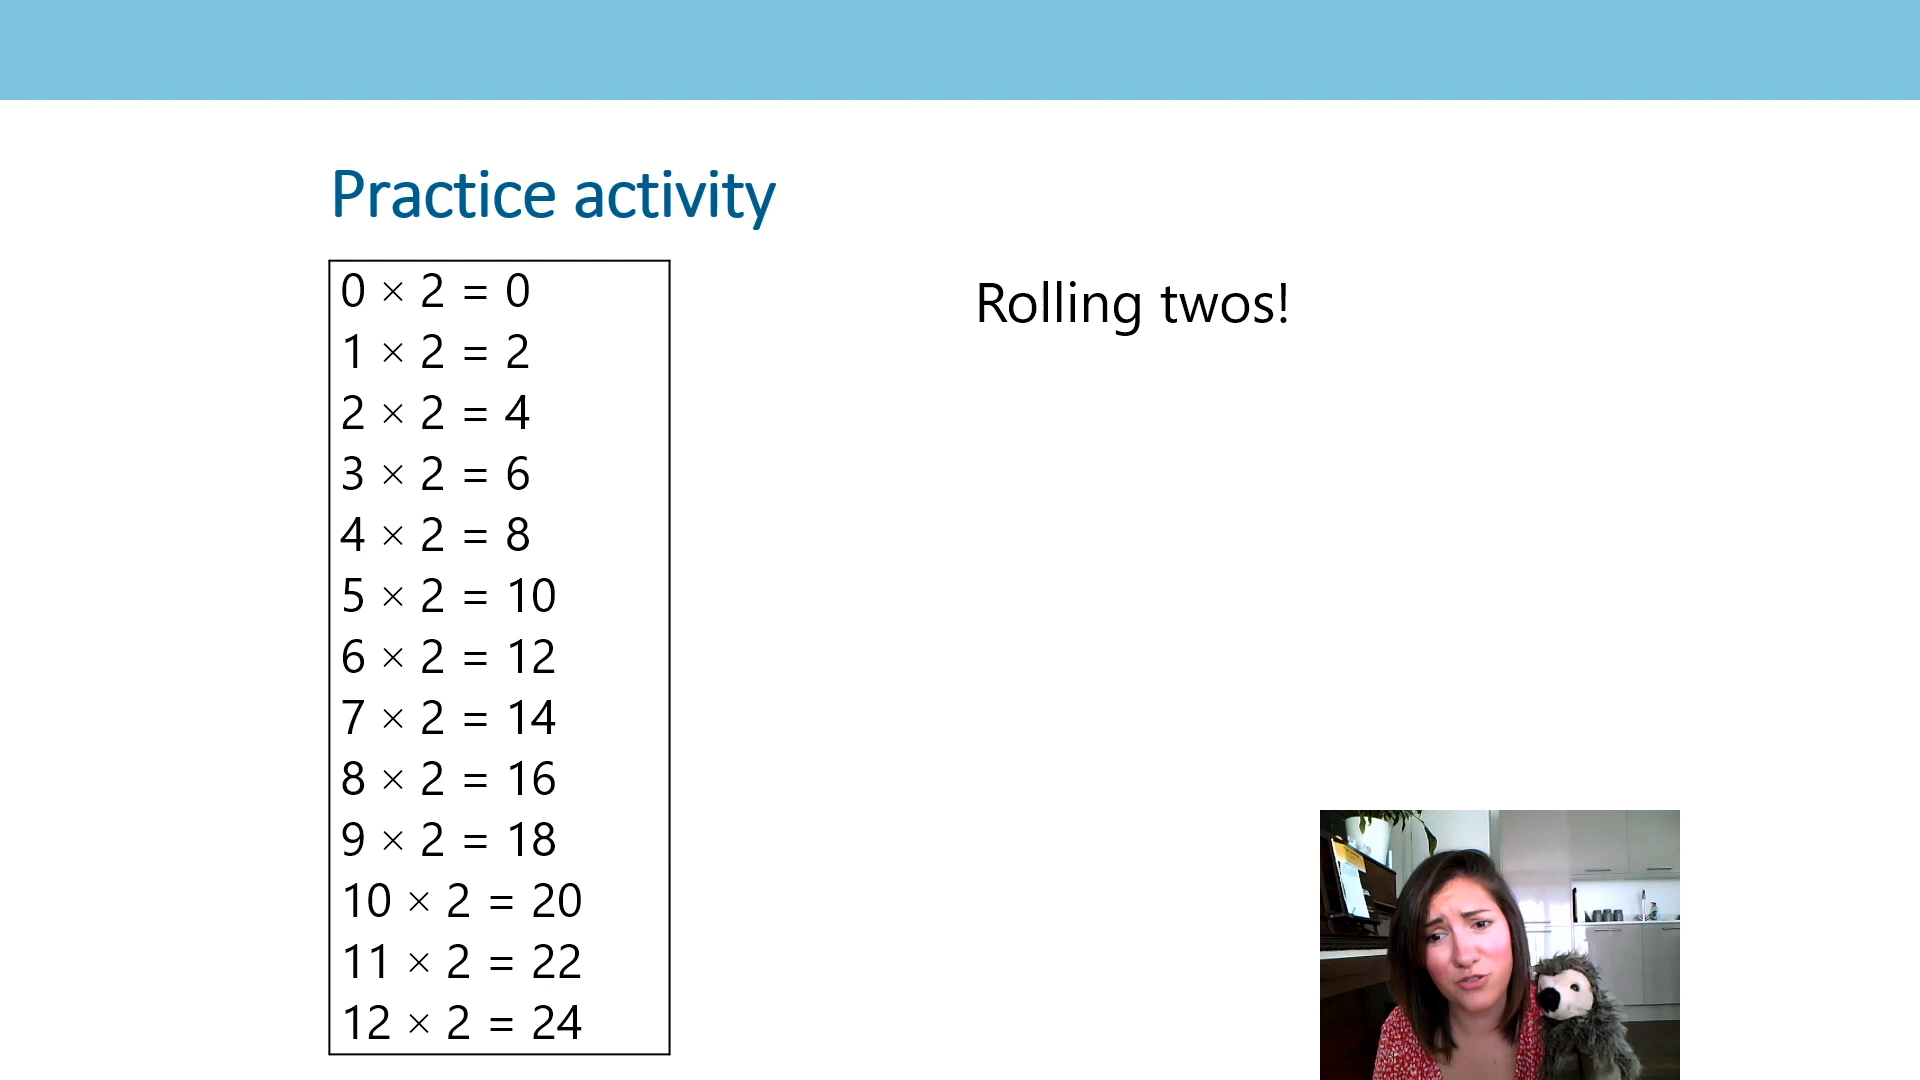 Practice activity
0 × 2 = 0
1 × 2 = 2
2 × 2 = 4
3 × 2 = 6
4 × 2 = 8
5 × 2 = 10
6 × 2 = 12
7 × 2 = 14
8 × 2 = 16
9 × 2 = 18
10 × 2 = 20
11 × 2 = 22
12 × 2 = 24
Rolling twos!